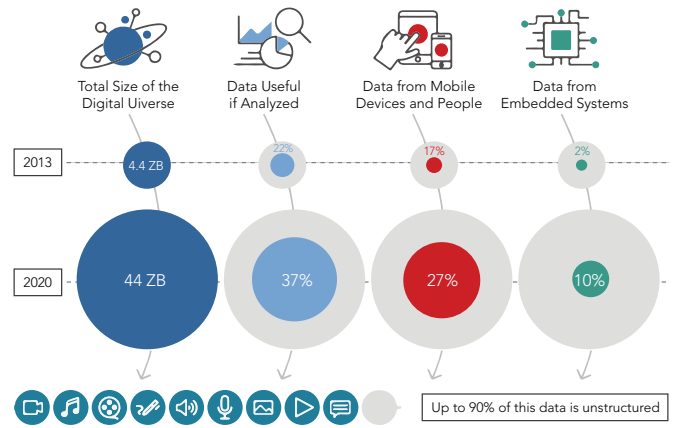 Total Size of the
Digital Uiverse
Data Useful
if Analyzed
Data from Mobile
Devices and People
Data from
Embedded Systems
2013
4.4 ZB
22%
17%
2%
2020
44 ZB
37%
27%
10%
Up to 90% of this data is unstructured